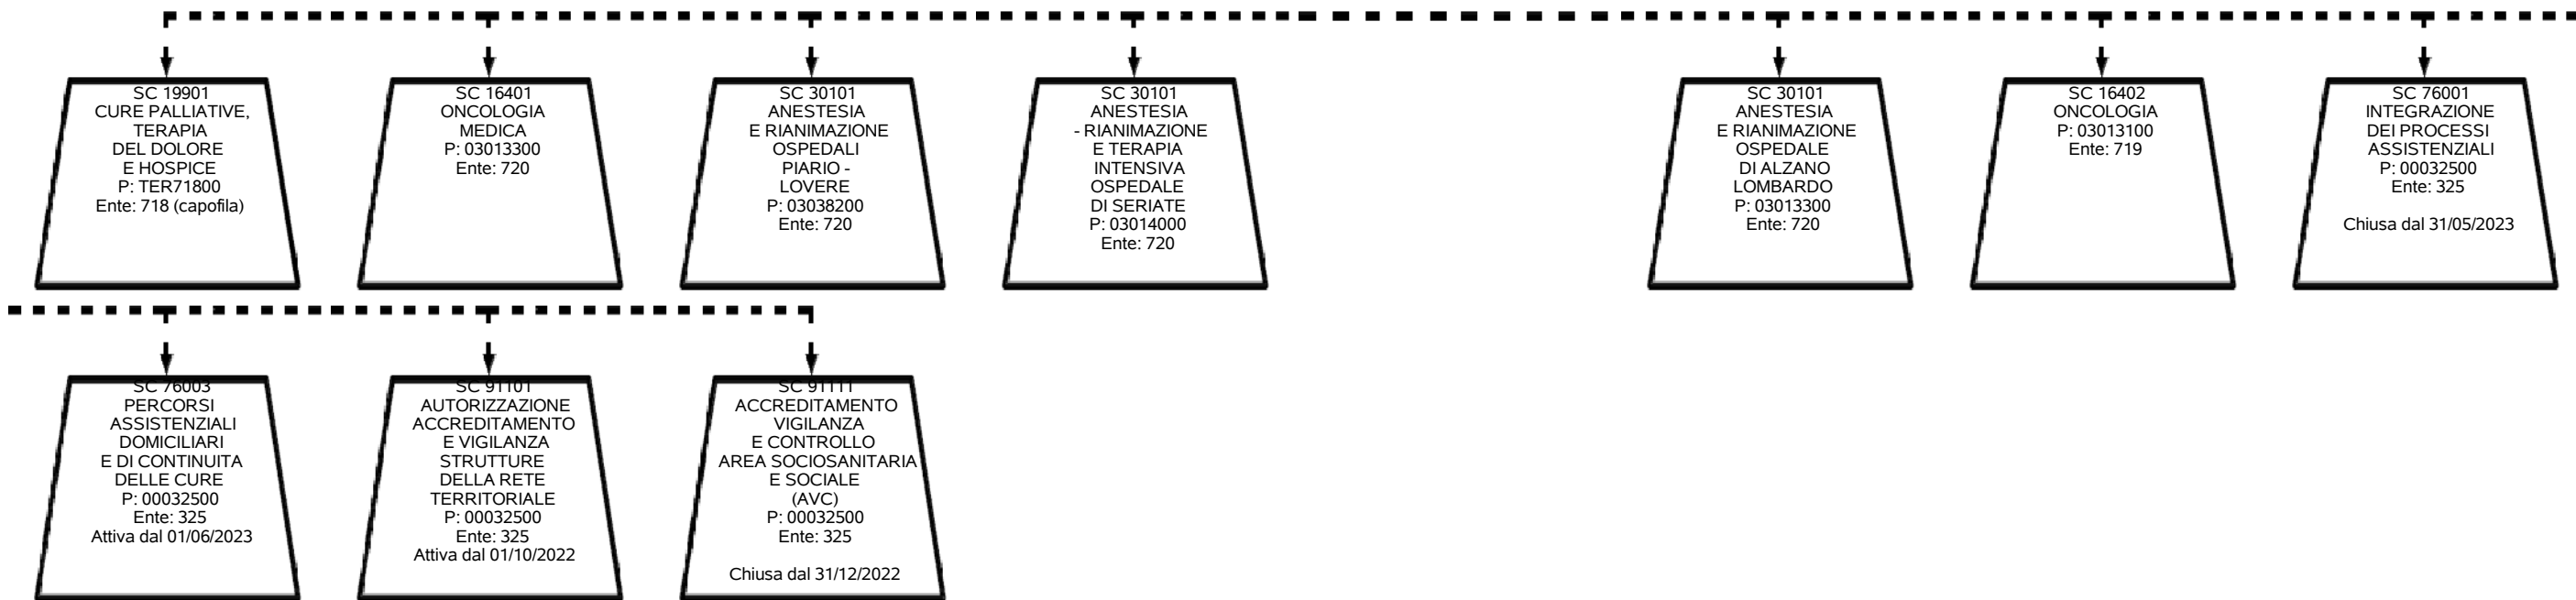 SC 19901
CURE PALLIATIVE,
TERAPIA
DEL DOLORE
E HOSPICE
P: TER71800
Ente: 718 (capofila)
SC 16401
ONCOLOGIA
MEDICA
P: 03013300
Ente: 720
SC 30101
ANESTESIA
E RIANIMAZIONE
OSPEDALI
PIARIO -
LOVERE
P: 03038200
Ente: 720
SC 30101
ANESTESIA
- RIANIMAZIONE
E TERAPIA
INTENSIVA
OSPEDALE
DI SERIATE
P: 03014000
Ente: 720
SC 30101
ANESTESIA
E RIANIMAZIONE
OSPEDALE
DI ALZANO
LOMBARDO
P: 03013300
Ente: 720
SC 16402
ONCOLOGIA
P: 03013100
Ente: 719
SC 76001
INTEGRAZIONE
DEI PROCESSI
ASSISTENZIALI
P: 00032500
Ente: 325
Chiusa dal 31/05/2023
SC 76003
PERCORSI
ASSISTENZIALI
DOMICILIARI
E DI CONTINUITA
DELLE CURE
P: 00032500
Ente: 325
Attiva dal 01/06/2023
SC 91101
AUTORIZZAZIONE
ACCREDITAMENTO
E VIGILANZA
STRUTTURE
DELLA RETE
TERRITORIALE
P: 00032500
Ente: 325
Attiva dal 01/10/2022
SC 91111
ACCREDITAMENTO
VIGILANZA
E CONTROLLO
AREA SOCIOSANITARIA
E SOCIALE
(AVC)
P: 00032500
Ente: 325
Chiusa dal 31/12/2022